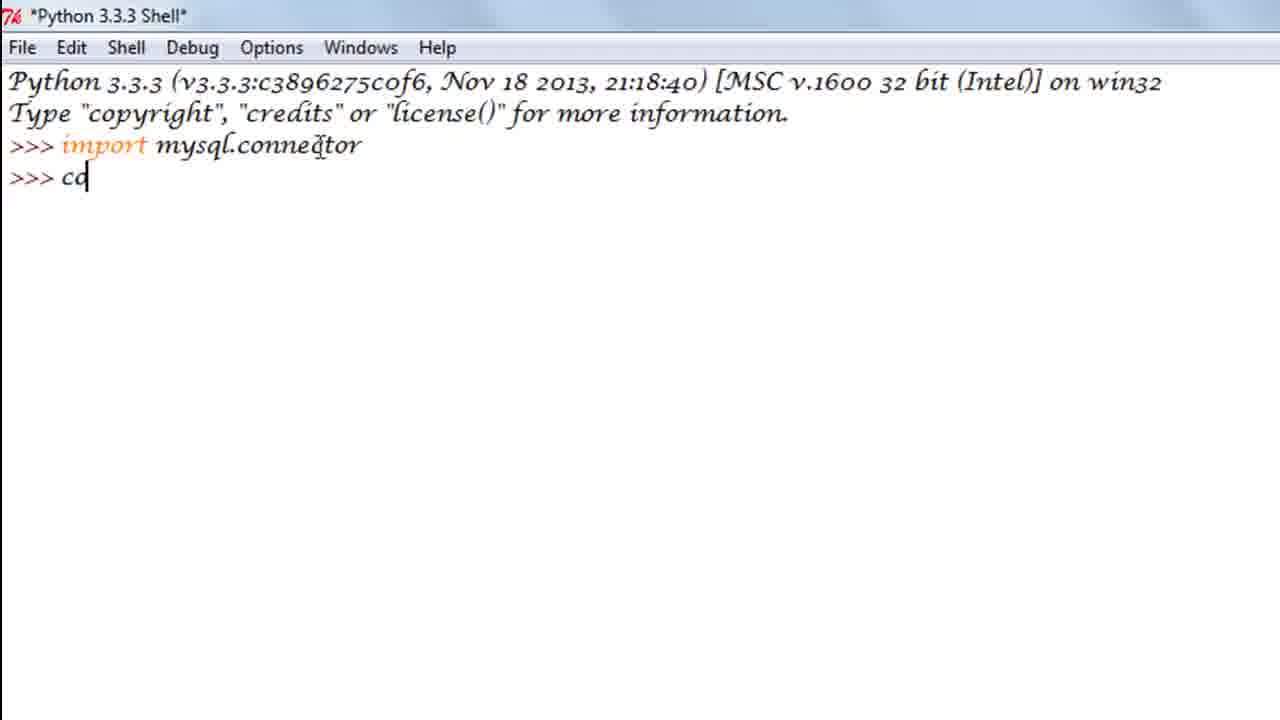 *Python 3.3.3 Shell*
File Edit Shell Debug Options Windows Help
Python 3.3.3 (v3.3.3:c3896275c0f6, Nov 18 2013, 21:18:40) [MSC v.1600 32 bit (Intel)] on win32
Type "copyright", "credits" or "license()" for more information.
>>> import mysql.connector
>>> co